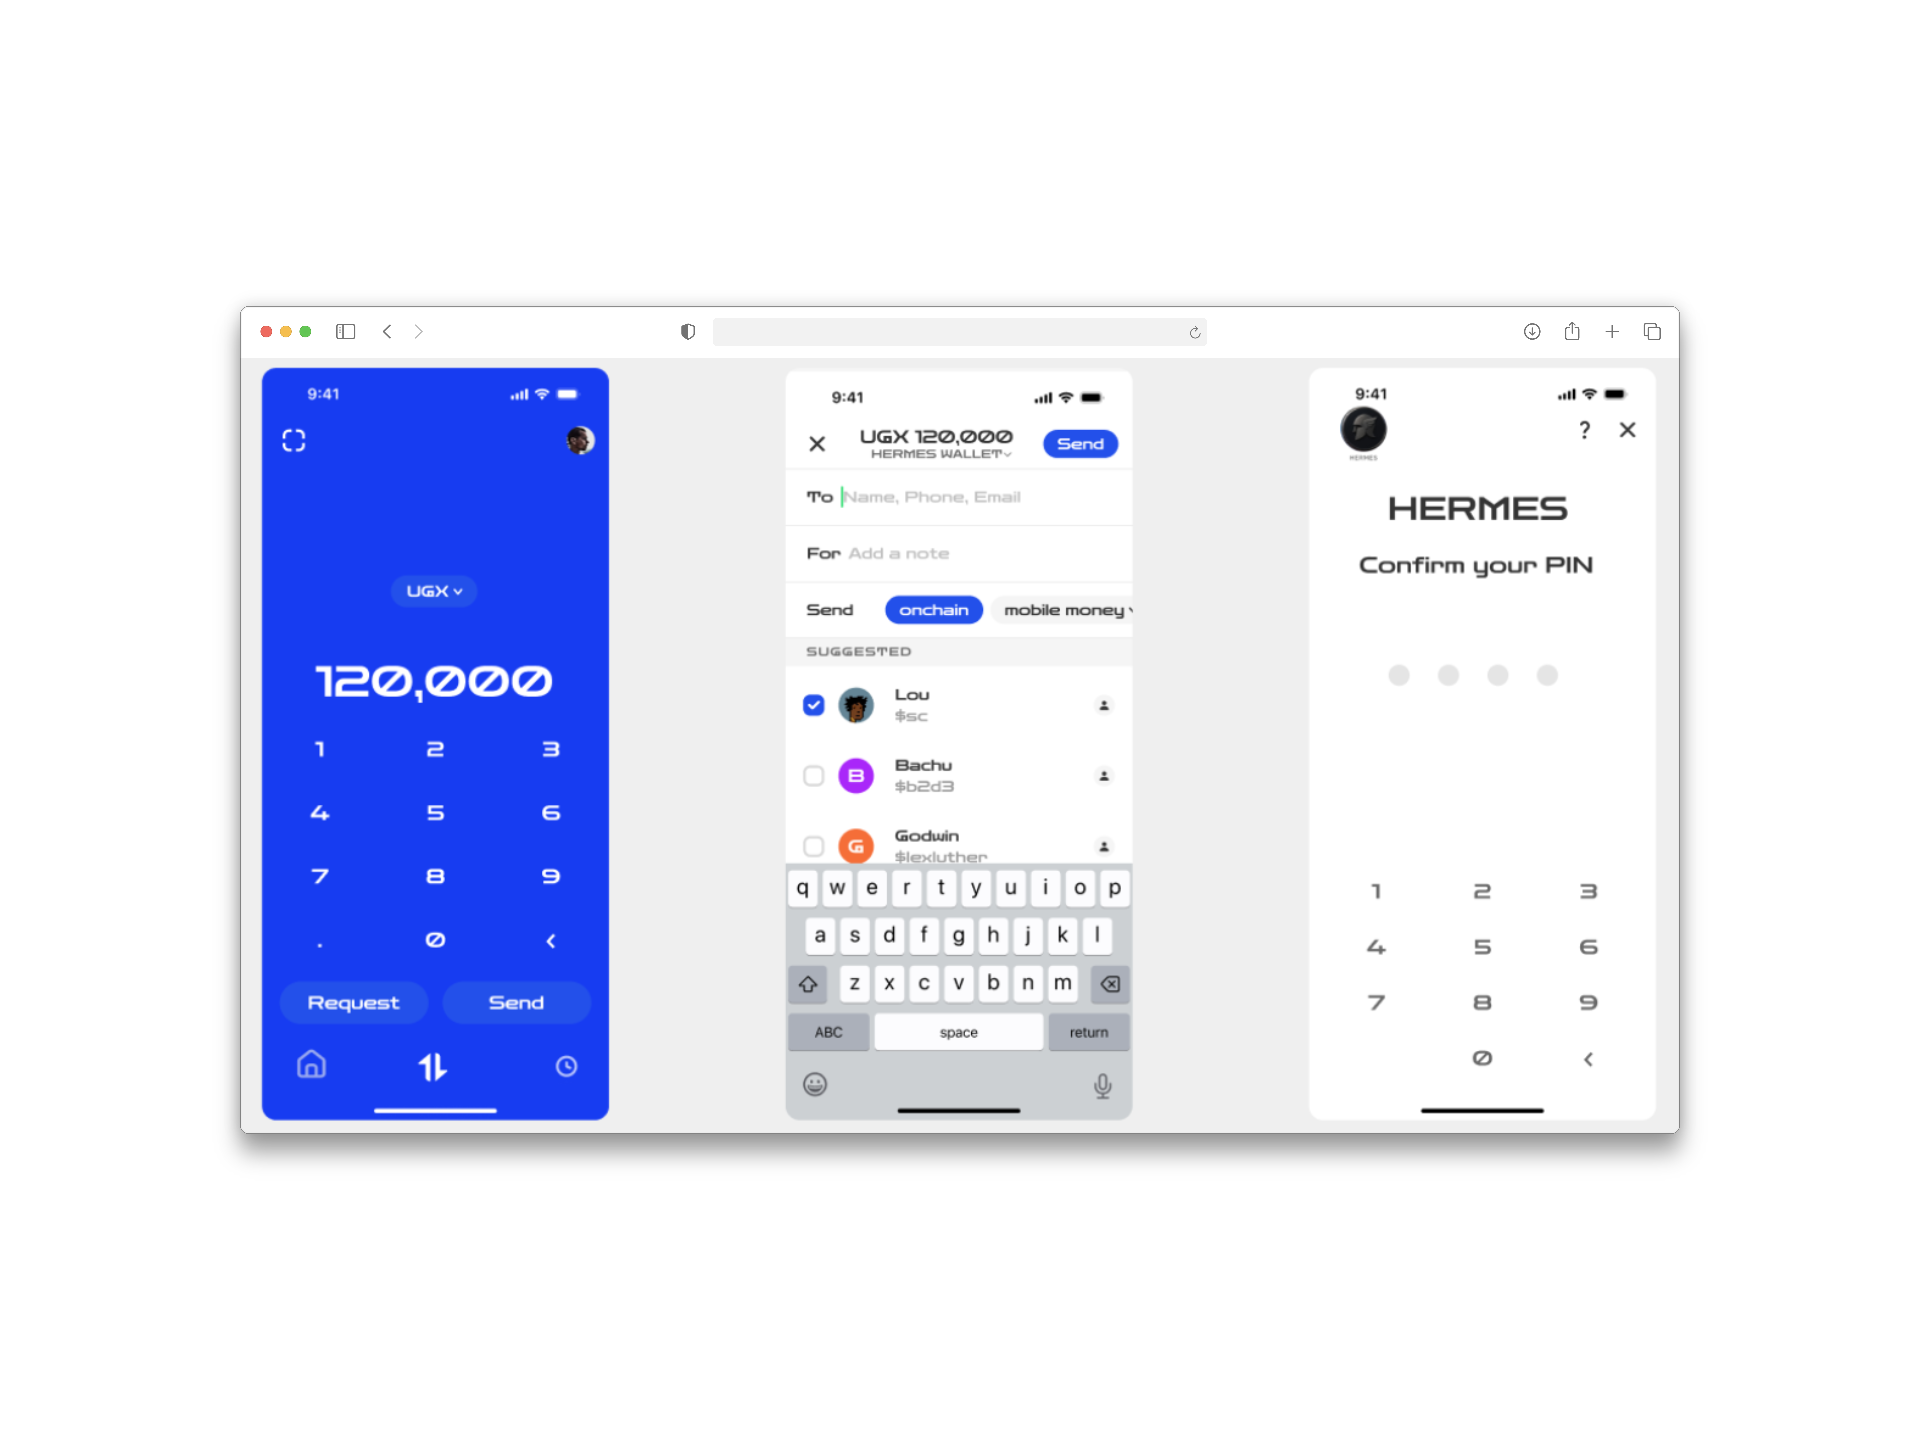 9:41
UGX
120,000
1 2 3
4 5 6
7 8 9
. 0 <
Request Send
9:41
UGX 120,000
HERMES WALLET
Send
To Name, Phone, Email
For Add a note
Send onchain mobile money
SUGGESTED
Lou
$sc
B
Bachu
$b2d3
G
Godwin
$lexluther
q w e r t y u i o p
a s d f g h j k l
z x c v b n m
ABC space return
9:41
HERMES
?
HERMES
Confirm your PIN
1 2 3
4 5 6
7 8 9
0 <